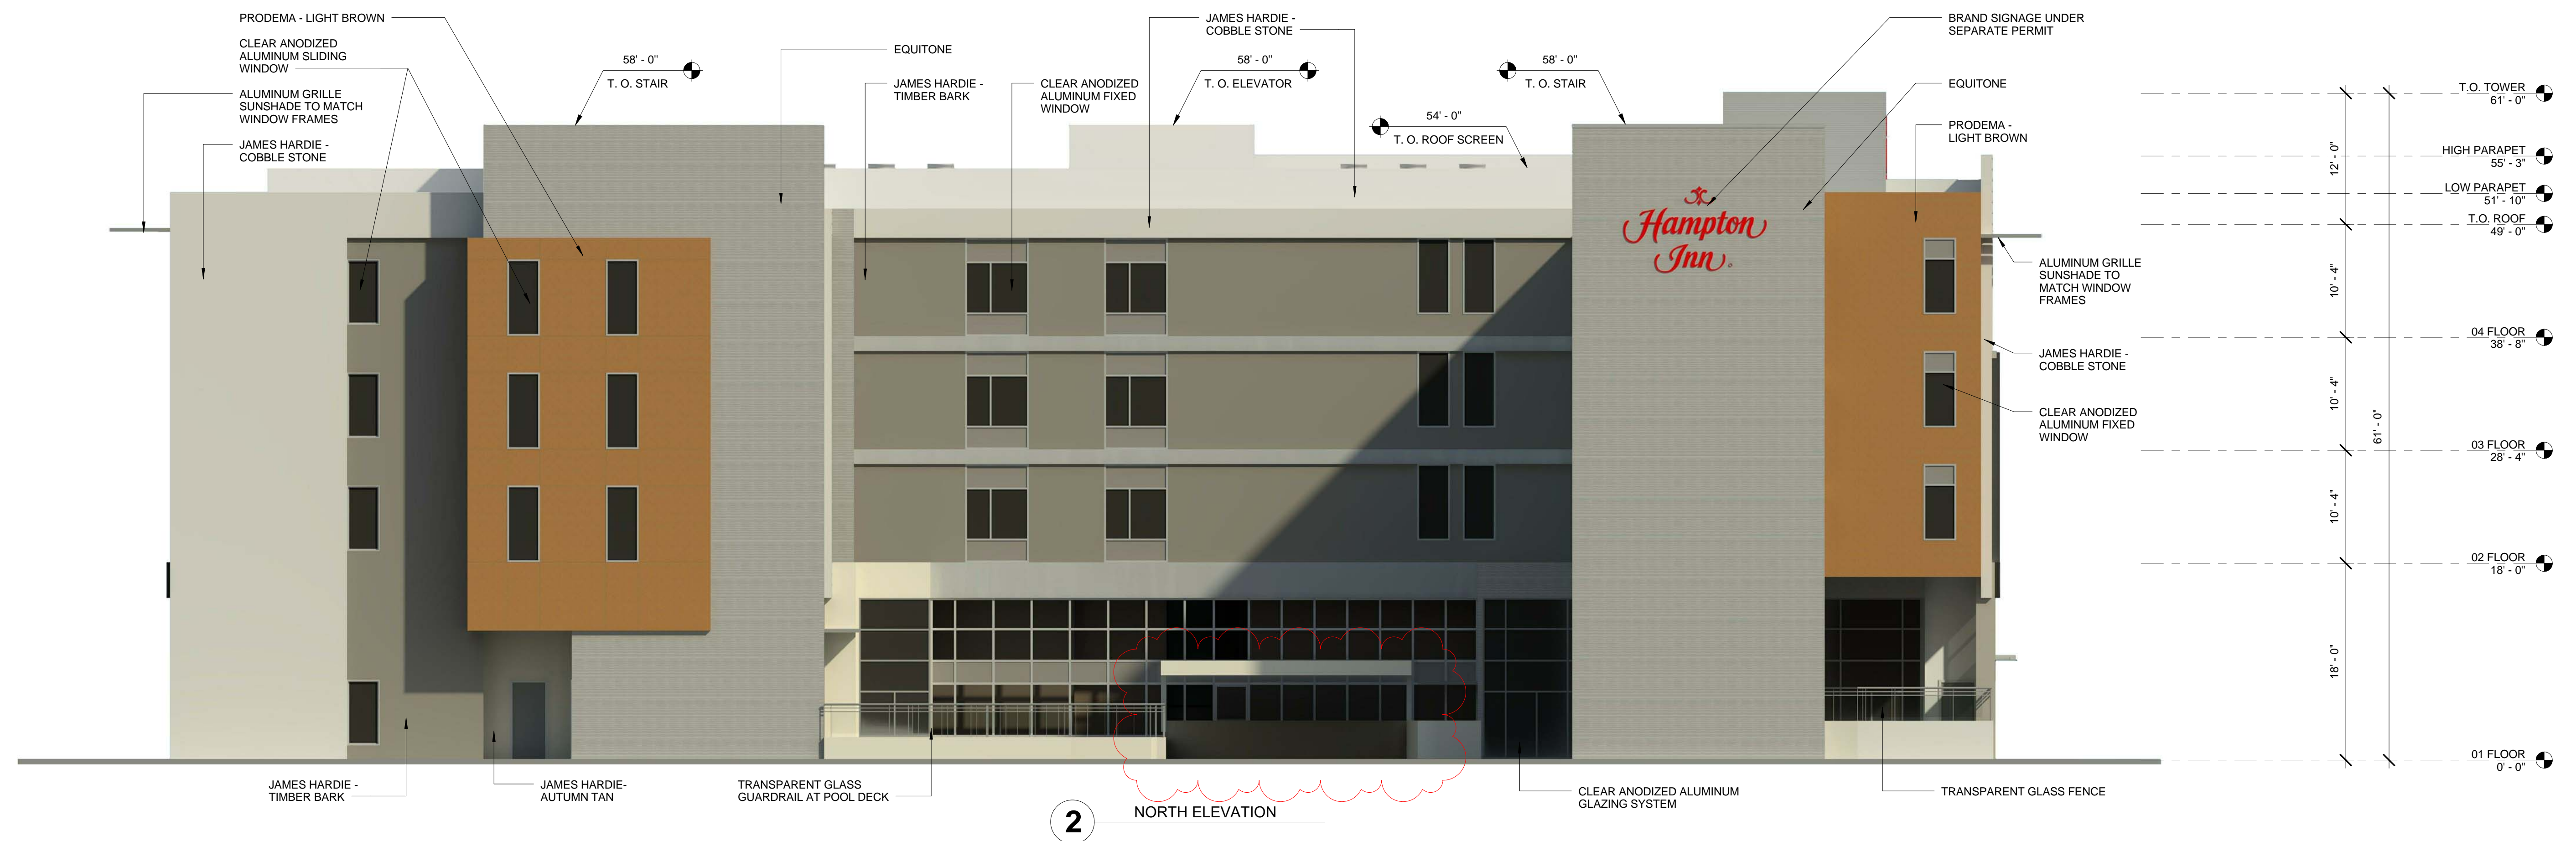 PRODEMA - LIGHT BROWN
CLEAR ANODIZED
ALUMINUM SLIDING
WINDOW
ALUMINUM GRILLE
SUNSHADE TO MATCH
WINDOW FRAMES
JAMES HARDIE -
COBBLE STONE
58' - 0"
T. O. STAIR
EQUITONE
JAMES HARDIE -
TIMBER BARK
CLEAR ANODIZED
ALUMINUM FIXED
WINDOW
JAMES HARDIE -
COBBLE STONE
58' - 0"
T. O. ELEVATOR
54' - 0"
T. O. ROOF SCREEN
58' - 0"
T. O. STAIR
BRAND SIGNAGE UNDER
SEPARATE PERMIT
EQUITONE
PRODEMA -
LIGHT BROWN
Hampton
Inn
ALUMINUM GRILLE
SUNSHADE TO
MATCH WINDOW
FRAMES
JAMES HARDIE -
COBBLE STONE
CLEAR ANODIZED
ALUMINUM FIXED
WINDOW
12' - 0"
10' - 4"
10' - 4"
10' - 4"
18' - 0"
61' - 0"
T.O. TOWER
61' - 0"
HIGH PARAPET
55' - 3"
LOW PARAPET
51' - 10"
T.O. ROOF
49' - 0"
04 FLOOR
38' - 8"
03 FLOOR
28' - 4"
02 FLOOR
18' - 0"
01 FLOOR
0' - 0"
JAMES HARDIE -
TIMBER BARK
JAMES HARDIE-
AUTUMN TAN
TRANSPARENT GLASS
GUARDRAIL AT POOL DECK
CLEAR ANODIZED ALUMINUM
GLAZING SYSTEM
TRANSPARENT GLASS FENCE
2
NORTH ELEVATION